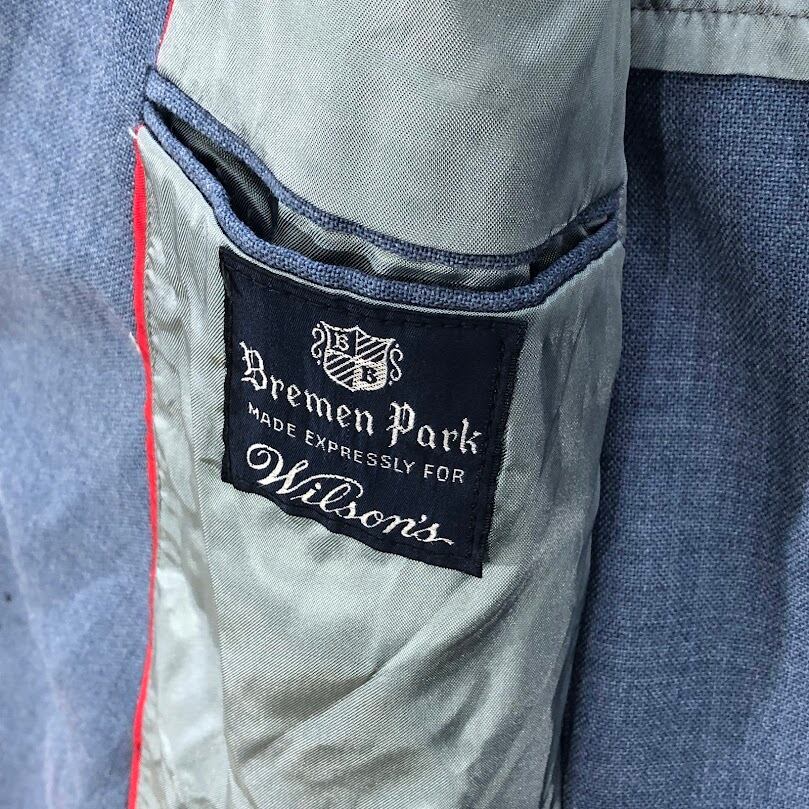 B
B
Bremen Park
MADE EXPRESSLY FOR
Wilson's